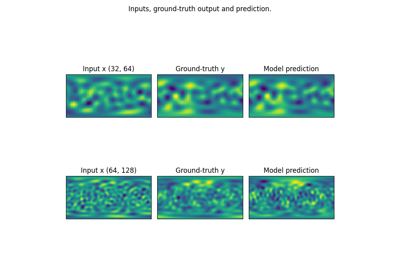 Inputs, ground-truth output and prediction.
Input x (32, 64) Ground-truth y Model prediction
Input x (64, 128) Ground-truth y Model prediction